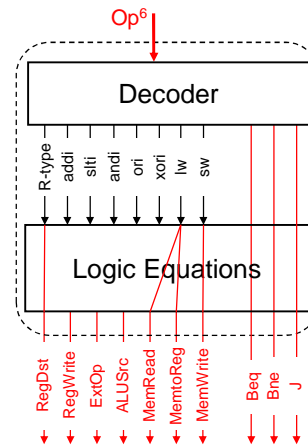 Op⁶
Decoder
R-type
addi
slti
andi
ori
xori
lw
sw
Logic Equations
RegDst
RegWrite
ExtOp
ALUSrc
MemRead
MemtoReg
MemWrite
Beq
Bne
J